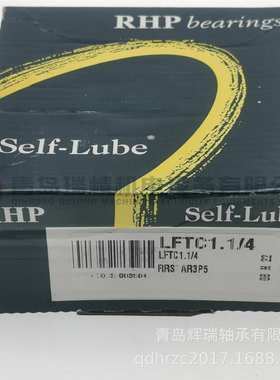 RHP bearings
Self-Lube®
RHP
Self-Lube
LFTC1.1/4
LFTC1.1/4
RRS AR3P5
青岛辉瑞轴承有限公
qdhrzc2017.1688.c